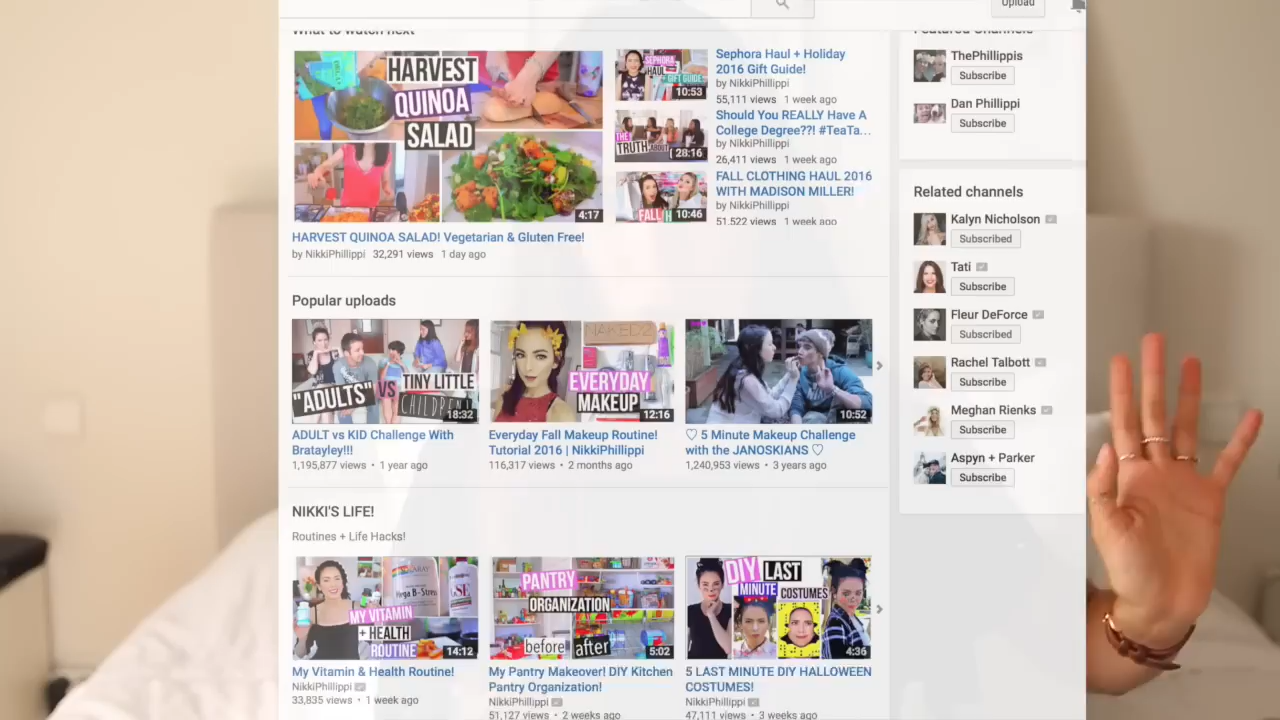 Upload
What to watch next
HARVEST
QUINOA
SALAD
4:17
HARVEST QUINOA SALAD! Vegetarian & Gluten Free!
by NikkiPhillippi 32,291 views 1 day ago
SEPHORA
HAUL
+ GIFT GUIDE
10:53
Sephora Haul + Holiday
2016 Gift Guide!
by NikkiPhillippi
55,111 views 1 week ago
THE
TRUTH ABOUT
28:16
Should You REALLY Have A
College Degree??! #TeaTa...
by NikkiPhillippi
26,411 views 1 week ago
FALL
10:46
FALL CLOTHING HAUL 2016
WITH MADISON MILLER!
by NikkiPhillippi
51,522 views 1 week ago
Popular uploads
"ADULTS" VS TINY LITTLE
CHILDREN
18:32
ADULT vs KID Challenge With
Bratayley!!!
1,195,877 views • 1 year ago
NAKED2
EVERYDAY
MAKEUP
12:16
Everyday Fall Makeup Routine!
Tutorial 2016 | NikkiPhillippi
116,317 views • 2 months ago
10:52
♡ 5 Minute Makeup Challenge
with the JANOSKIANS ♡
1,240,953 views • 3 years ago
NIKKI'S LIFE!
Routines + Life Hacks!
SOLARAY
Mega B-Stress
GSE
MY VITAMIN
+ HEALTH
ROUTINE
14:12
My Vitamin & Health Routine!
NikkiPhillippi
33,835 views • 1 week ago
PANTRY
ORGANIZATION
before after
5:02
My Pantry Makeover! DIY Kitchen
Pantry Organization!
NikkiPhillippi
51,127 views • 2 weeks ago
DIY LAST
MINUTE COSTUMES
4:36
5 LAST MINUTE DIY HALLOWEEN
COSTUMES!
NikkiPhillippi
47,111 views • 3 weeks ago
Featured Channels
ThePhillippis
Subscribe
Dan Phillippi
Subscribe
Related channels
Kalyn Nicholson
Subscribed
Tati
Subscribe
Fleur DeForce
Subscribed
Rachel Talbott
Subscribe
Meghan Rienks
Subscribe
Aspyn + Parker
Subscribe